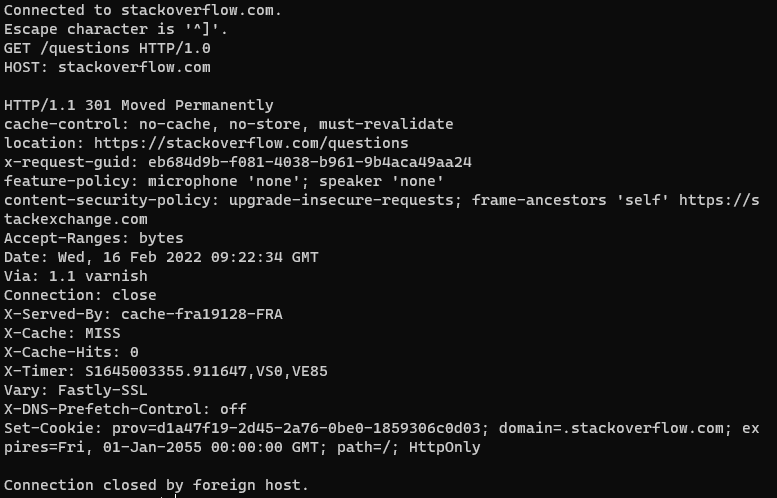 Connected to stackoverflow.com.
Escape character is '^]'.
GET /questions HTTP/1.0
HOST: stackoverflow.com

HTTP/1.1 301 Moved Permanently
cache-control: no-cache, no-store, must-revalidate
location: https://stackoverflow.com/questions
x-request-guid: eb684d9b-f081-4038-b961-9b4aca49aa24
feature-policy: microphone 'none'; speaker 'none'
content-security-policy: upgrade-insecure-requests; frame-ancestors 'self' https://s
tackexchange.com
Accept-Ranges: bytes
Date: Wed, 16 Feb 2022 09:22:34 GMT
Via: 1.1 varnish
Connection: close
X-Served-By: cache-fra19128-FRA
X-Cache: MISS
X-Cache-Hits: 0
X-Timer: S1645003355.911647,VS0,VE85
Vary: Fastly-SSL
X-DNS-Prefetch-Control: off
Set-Cookie: prov=d1a47f19-2d45-2a76-0be0-1859306c0d03; domain=.stackoverflow.com; ex
pires=Fri, 01-Jan-2055 00:00:00 GMT; path=/; HttpOnly

Connection closed by foreign host.